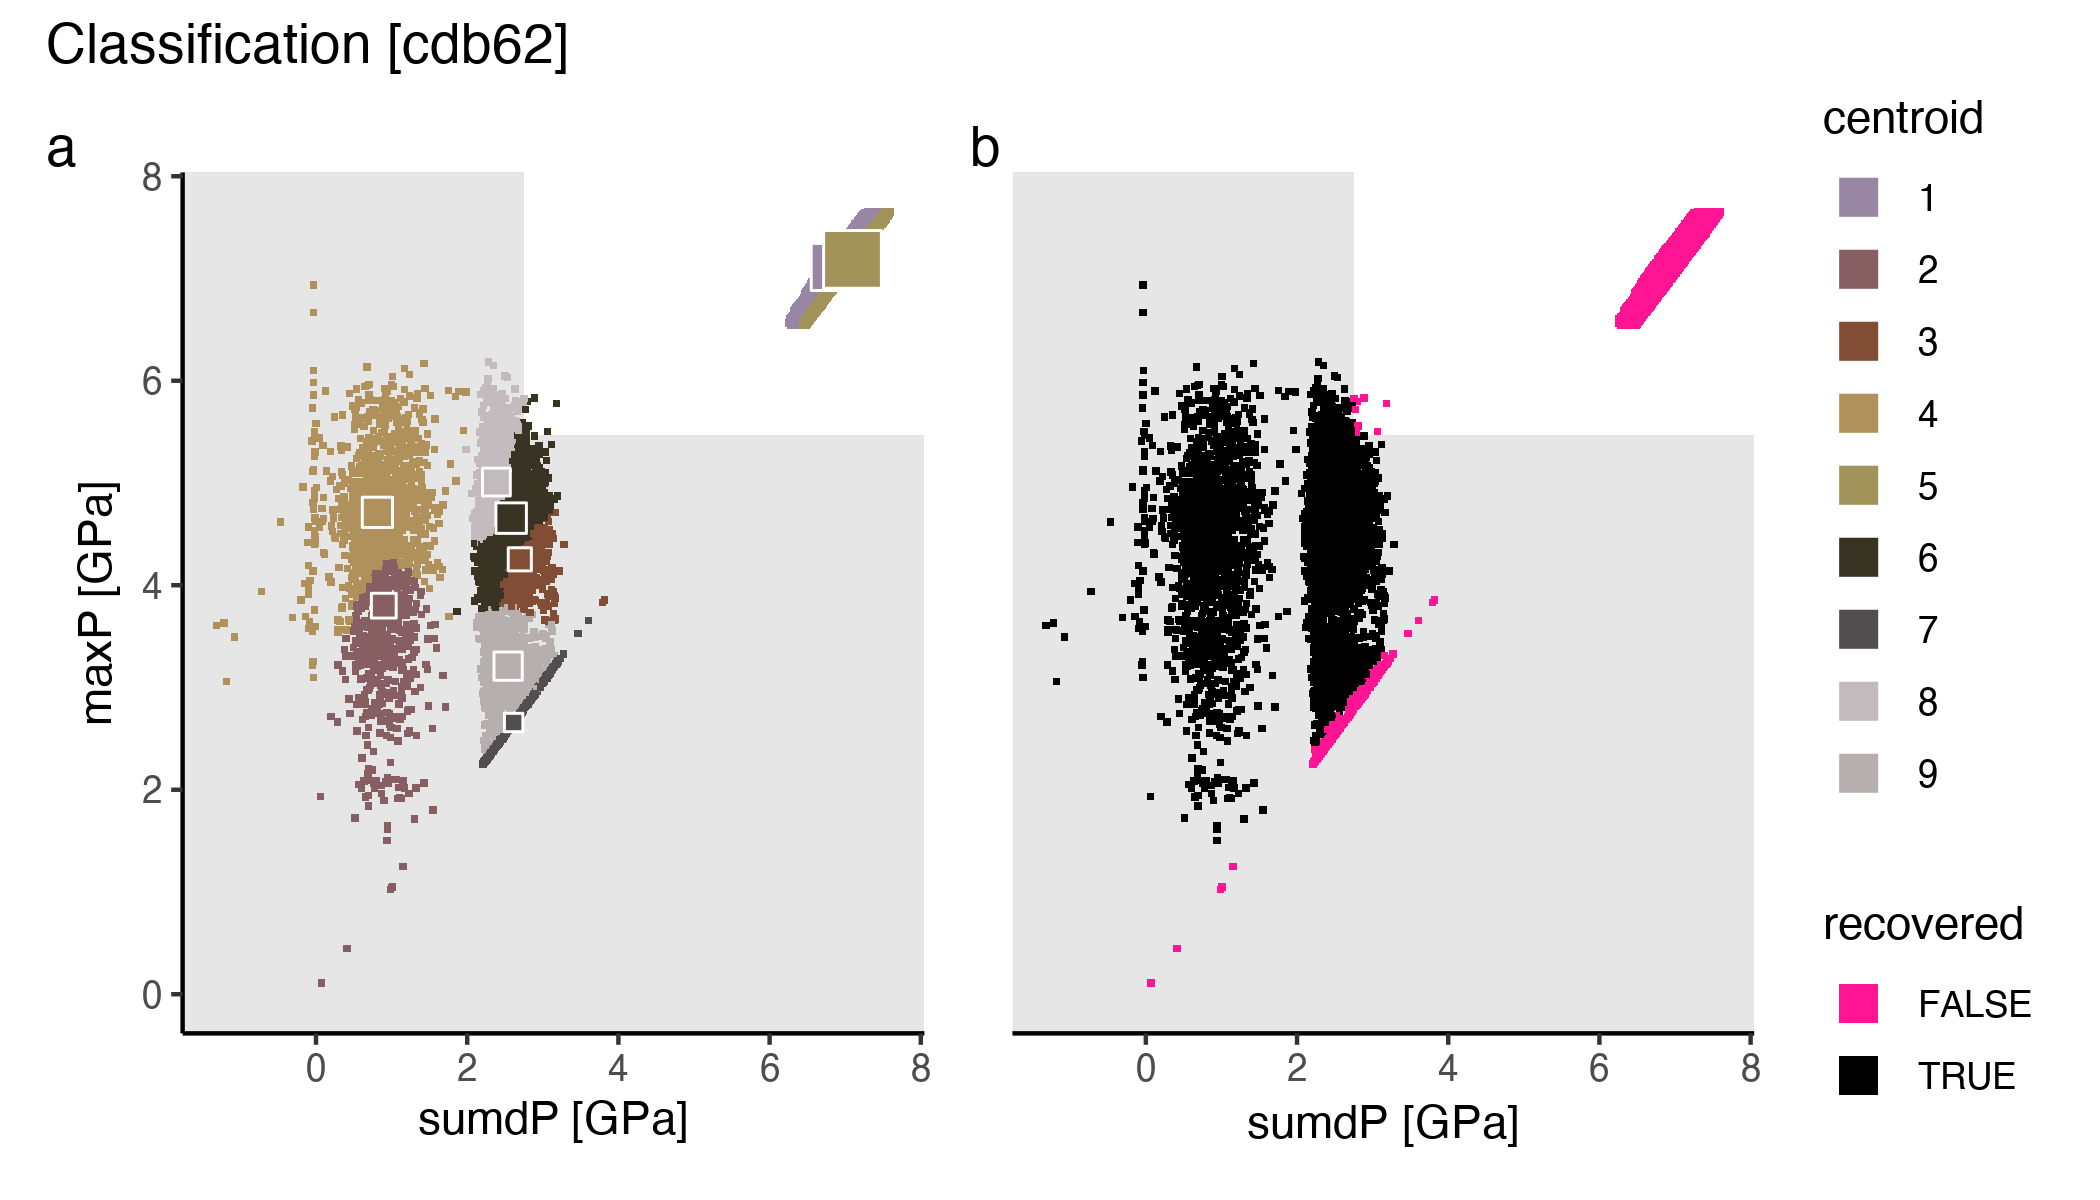 Classification [cdb62]
a
b
maxP [GPa]
8
6
4
2
0
0 2 4 6 8
sumdP [GPa]
0 2 4 6 8
sumdP [GPa]
centroid
1
2
3
4
5
6
7
8
9
recovered
FALSE
TRUE